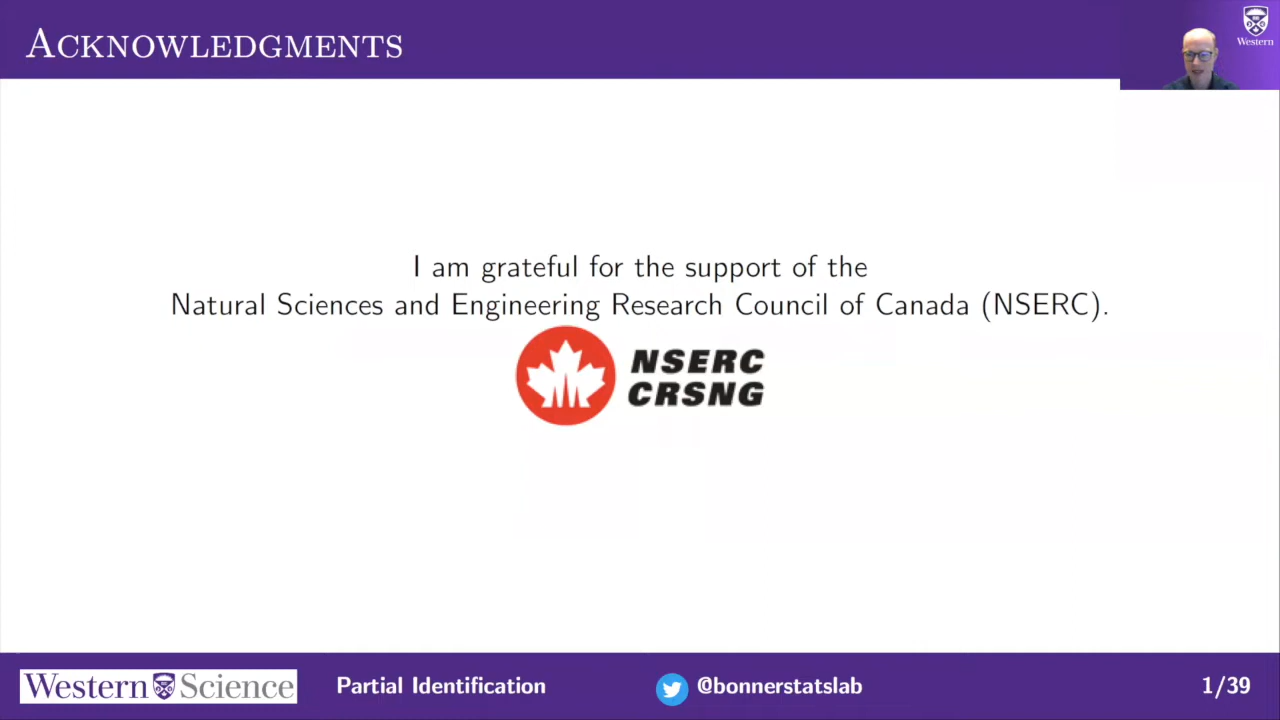 Acknowledgments
Western
I am grateful for the support of the
Natural Sciences and Engineering Research Council of Canada (NSERC).
NSERC
CRSNG
Western Science
Partial Identification
@bonnerstatslab
1/39